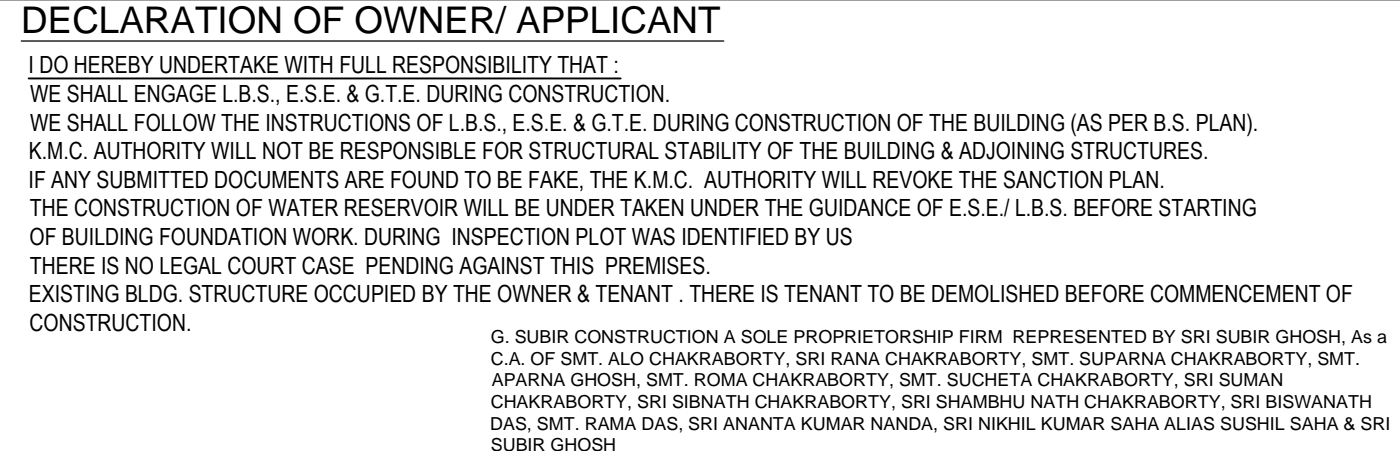 DECLARATION OF OWNER/ APPLICANT
I DO HEREBY UNDERTAKE WITH FULL RESPONSIBILITY THAT :
WE SHALL ENGAGE L.B.S., E.S.E. & G.T.E. DURING CONSTRUCTION.
WE SHALL FOLLOW THE INSTRUCTIONS OF L.B.S., E.S.E. & G.T.E. DURING CONSTRUCTION OF THE BUILDING (AS PER B.S. PLAN).
K.M.C. AUTHORITY WILL NOT BE RESPONSIBLE FOR STRUCTURAL STABILITY OF THE BUILDING & ADJOINING STRUCTURES.
IF ANY SUBMITTED DOCUMENTS ARE FOUND TO BE FAKE, THE K.M.C. AUTHORITY WILL REVOKE THE SANCTION PLAN.
THE CONSTRUCTION OF WATER RESERVOIR WILL BE UNDER TAKEN UNDER THE GUIDANCE OF E.S.E./ L.B.S. BEFORE STARTING
OF BUILDING FOUNDATION WORK. DURING INSPECTION PLOT WAS IDENTIFIED BY US
THERE IS NO LEGAL COURT CASE PENDING AGAINST THIS PREMISES.
EXISTING BLDG. STRUCTURE OCCUPIED BY THE OWNER & TENANT . THERE IS TENANT TO BE DEMOLISHED BEFORE COMMENCEMENT OF
CONSTRUCTION.
G. SUBIR CONSTRUCTION A SOLE PROPRIETORSHIP FIRM REPRESENTED BY SRI SUBIR GHOSH, As a
C.A. OF SMT. ALO CHAKRABORTY, SRI RANA CHAKRABORTY, SMT. SUPARNA CHAKRABORTY, SMT.
APARNA GHOSH, SMT. ROMA CHAKRABORTY, SMT. SUCHETA CHAKRABORTY, SRI SUMAN
CHAKRABORTY, SRI SIBNATH CHAKRABORTY, SRI SHAMBHU NATH CHAKRABORTY, SRI BISWANATH
DAS, SMT. RAMA DAS, SRI ANANTA KUMAR NANDA, SRI NIKHIL KUMAR SAHA ALIAS SUSHIL SAHA & SRI
SUBIR GHOSH